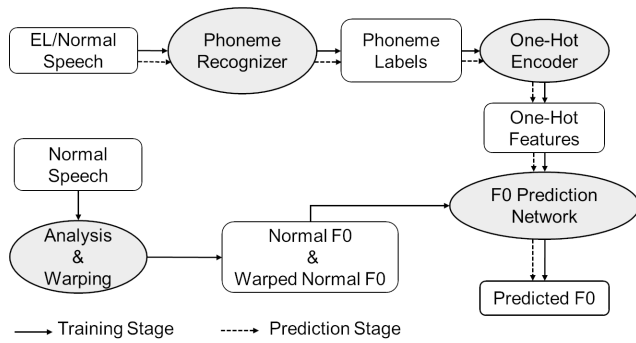 EL/Normal
Speech
Phoneme
Recognizer
Phoneme
Labels
One-Hot
Encoder
One-Hot
Features
Normal
Speech
F0 Prediction
Network
Analysis
&
Warping
Normal F0
&
Warped Normal F0
Predicted F0
Training Stage
Prediction Stage